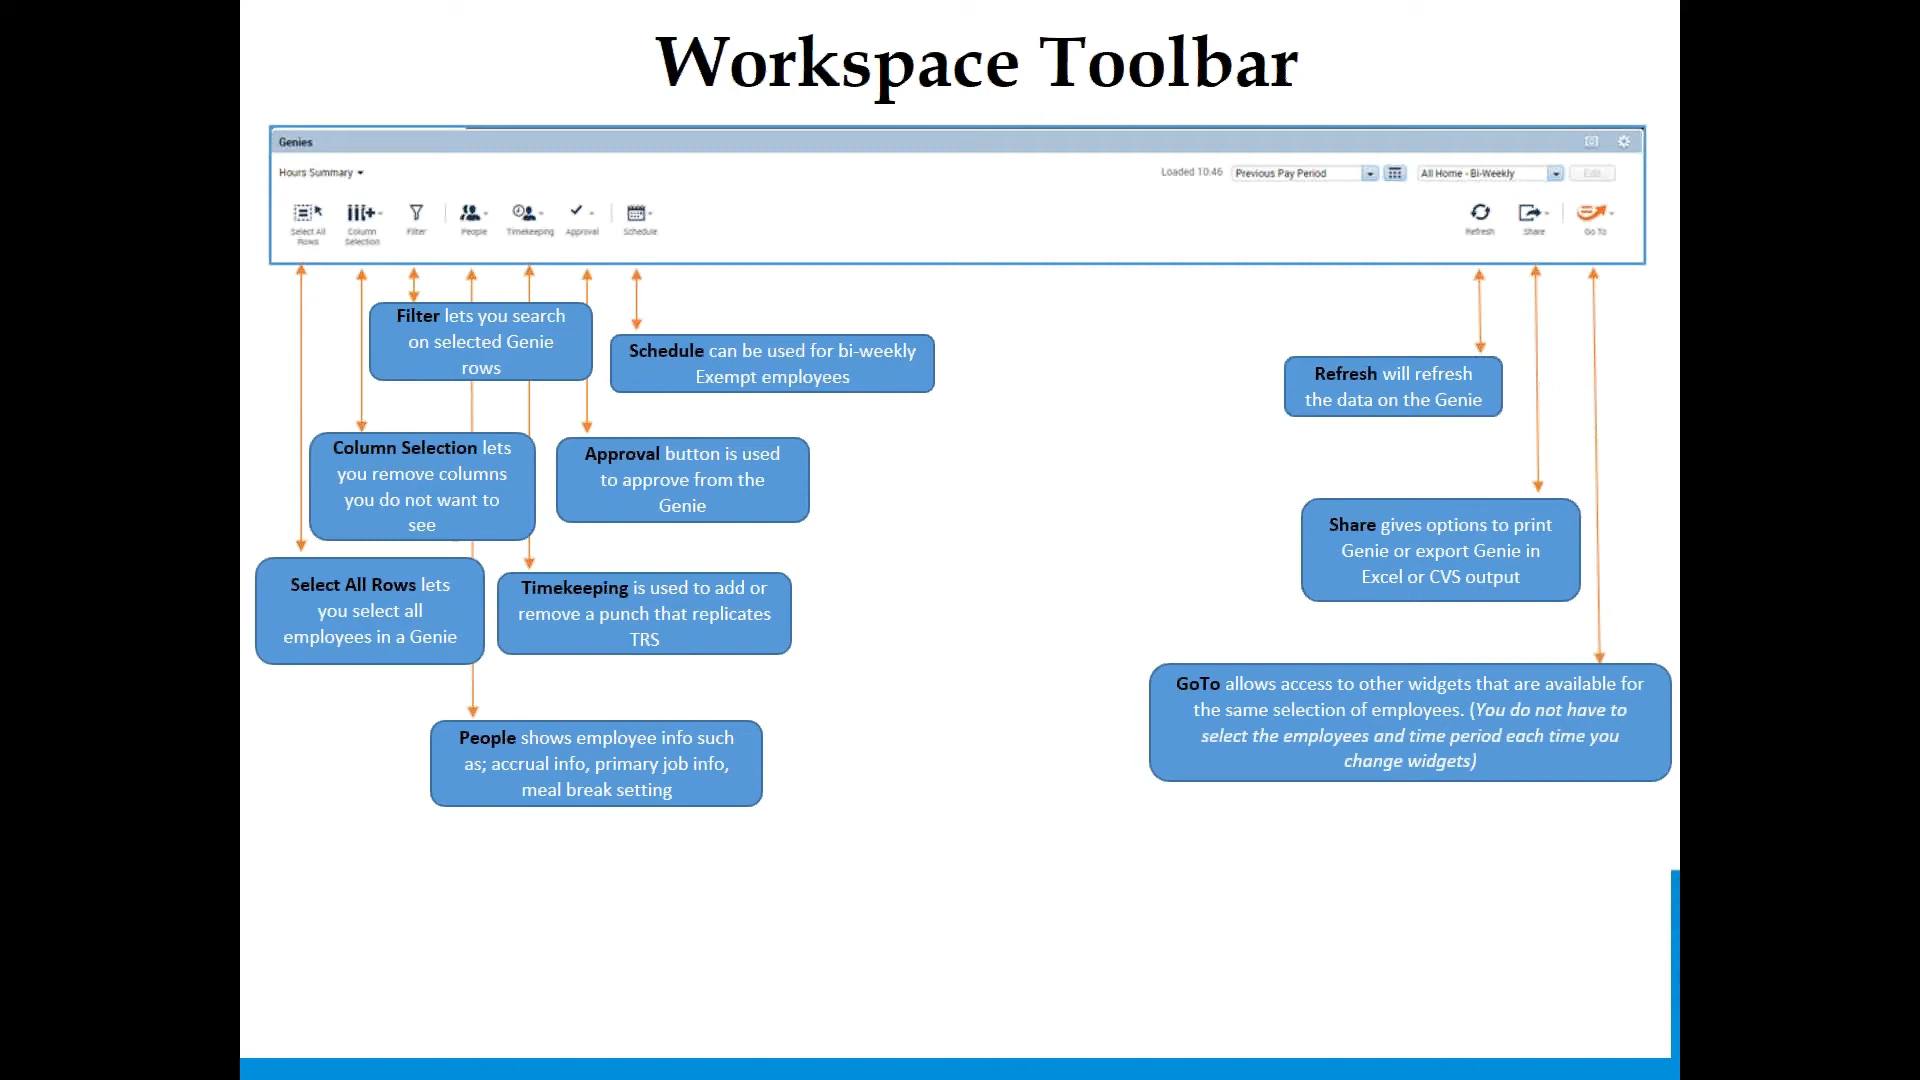 Workspace Toolbar
Genies
Hours Summary
Loaded 10:46
Previous Pay Period
All Home - Bi-Weekly
Edit
Select All
Rows
Column
Selection
Filter
People
Timekeeping
Approval
Schedule
Refresh
Share
Go To
Filter lets you search
on selected Genie
rows
Schedule can be used for bi-weekly
Exempt employees
Refresh will refresh
the data on the Genie
Column Selection lets
you remove columns
you do not want to
see
Approval button is used
to approve from the
Genie
Share gives options to print
Genie or export Genie in
Excel or CVS output
Select All Rows lets
you select all
employees in a Genie
Timekeeping is used to add or
remove a punch that replicates
TRS
GoTo allows access to other widgets that are available for
the same selection of employees. (You do not have to
select the employees and time period each time you
change widgets)
People shows employee info such
as; accrual info, primary job info,
meal break setting